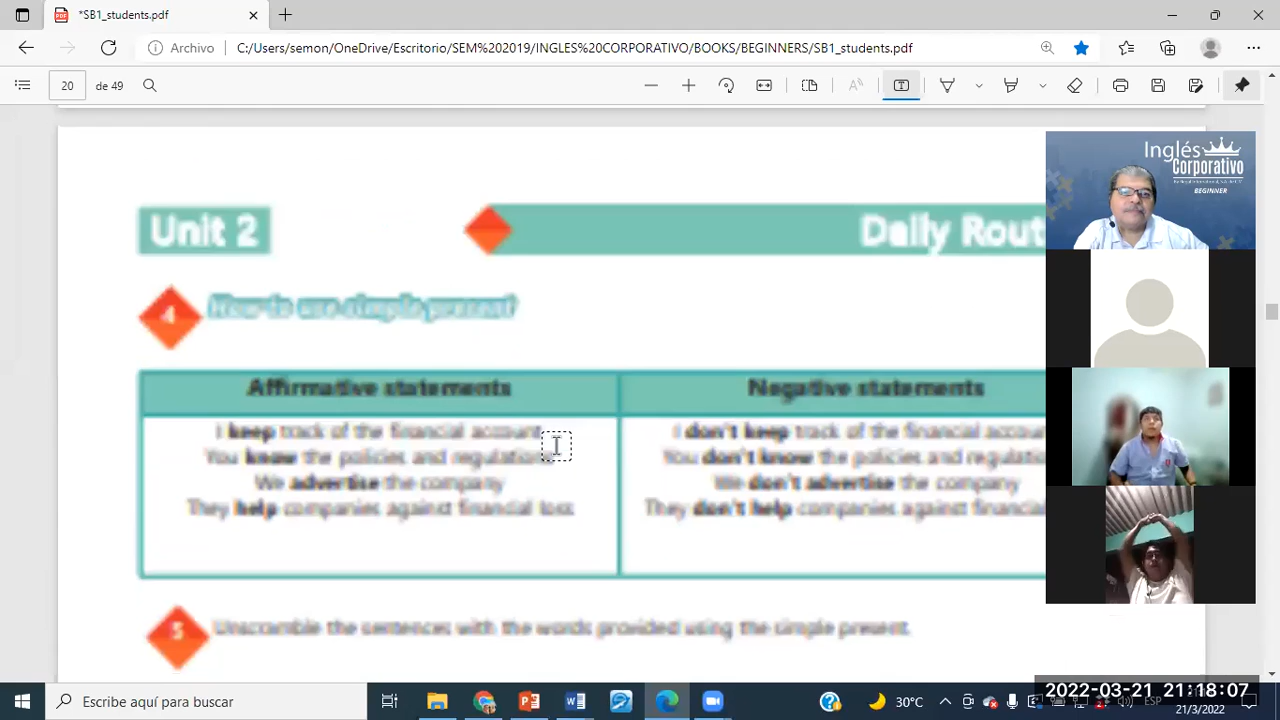 *SB1_students.pdf
Archivo C:/Users/semon/OneDrive/Escritorio/SEM%202019/INGLES%20CORPORATIVO/BOOKS/BEGINNERS/SB1_students.pdf
20 de 49
Inglés
Corporativo
BEGINNER
Unit 2
Daily Rout
4 How to use simple present?
Affirmative statements
Negative statements
I keep track of the financial account
I don't keep track of the financial accou
You know the policies and regulations
You don't know the policies and regulatio
We advertise the company
We don't advertise the company
They help companies against financial loss
They don't help companies against financial
5 Unscramble the sentences with the words provided using the simple present.
Escribe aquí para buscar
30°C
ESP
2022-03-21 21:18:07
21/3/2022